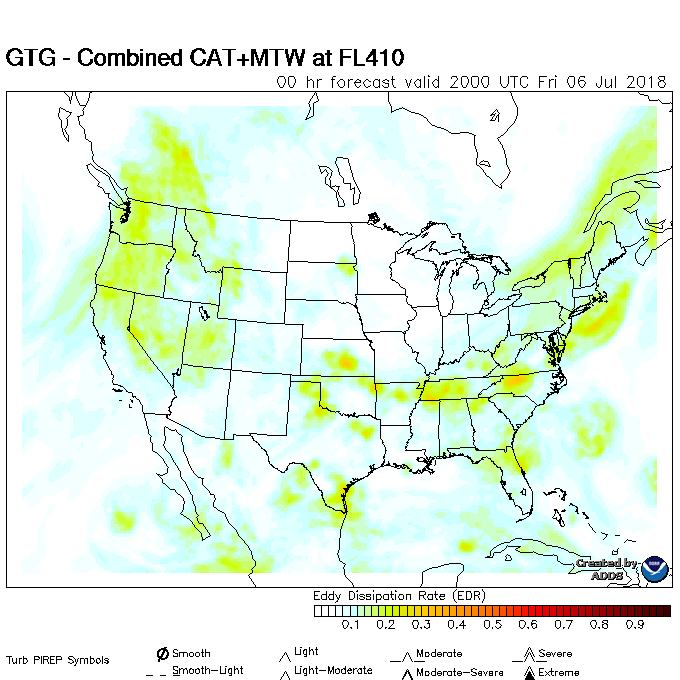 GTG - Combined CAT+MTW at FL410
00 hr forecast valid 2000 UTC Fri 06 Jul 2018
Created by
ADDS
Eddy Dissipation Rate (EDR)
0.1 0.2 0.3 0.4 0.5 0.6 0.7 0.8 0.9
Turb PIREP Symbols
Smooth Light Moderate Severe
Smooth-Light Light-Moderate Moderate-Severe Extreme